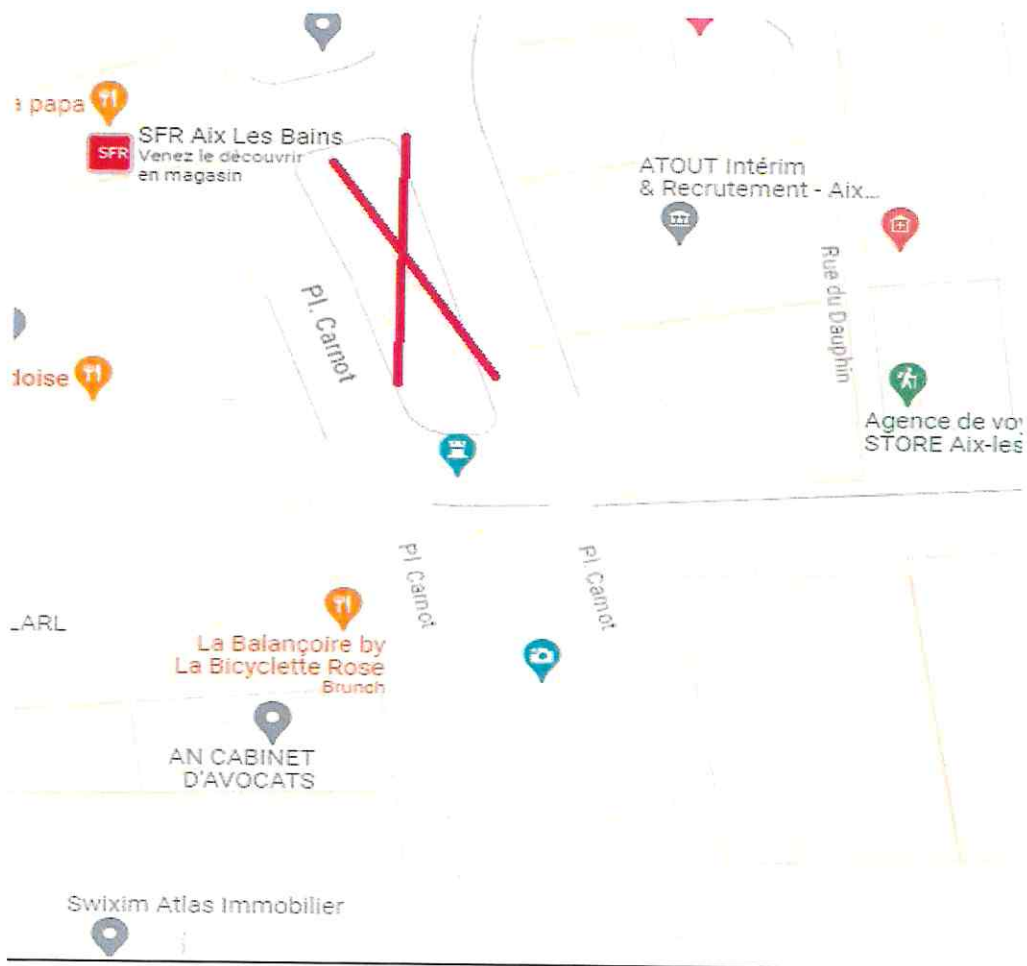 a papa
SFR
SFR Aix Les Bains
Venez le découvrir
en magasin
ATOUT Intérim
& Recrutement - Aix...
Pl. Carnot
Rue du Dauphin
doise
Agence de voy
STORE Aix-les
Pl. Carnot
Pl. Carnot
ARL
La Balançoire by
La Bicyclette Rose
Brunch
AN CABINET
D'AVOCATS
Swixim Atlas Immobilier